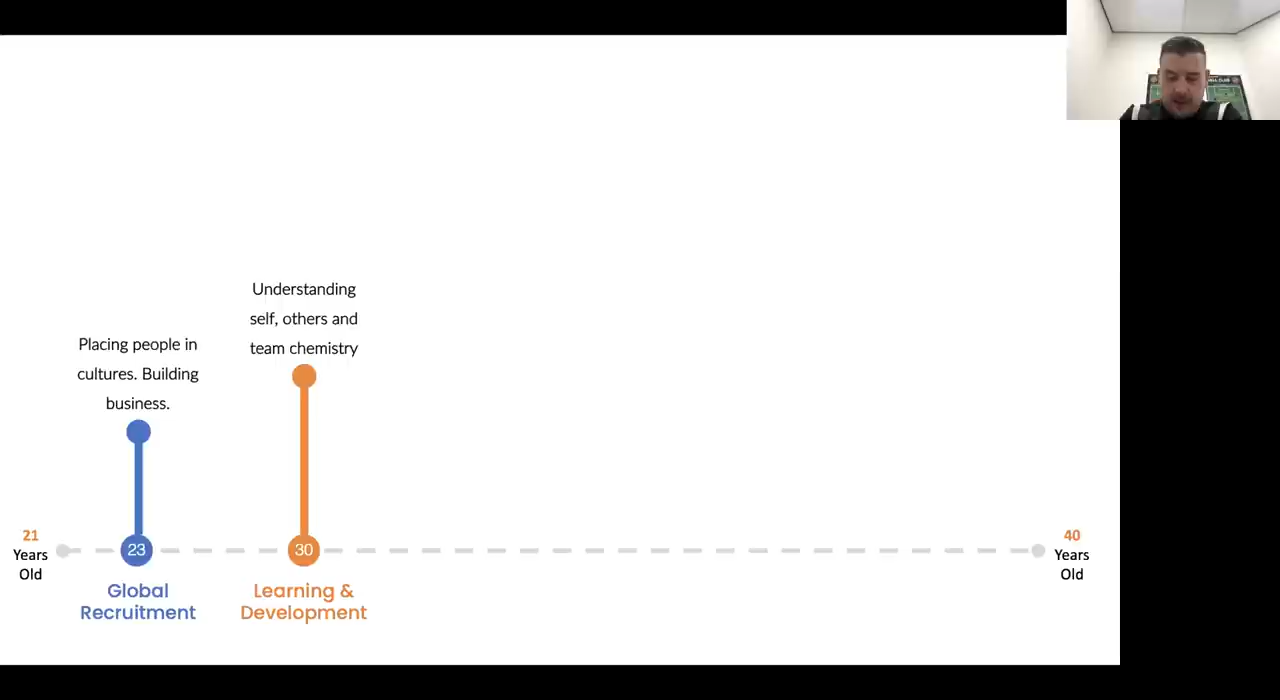 Understanding
self, others and
team chemistry
Placing people in
cultures. Building
business.
21
Years
Old
23
30
40
Years
Old
Global
Recruitment
Learning &
Development